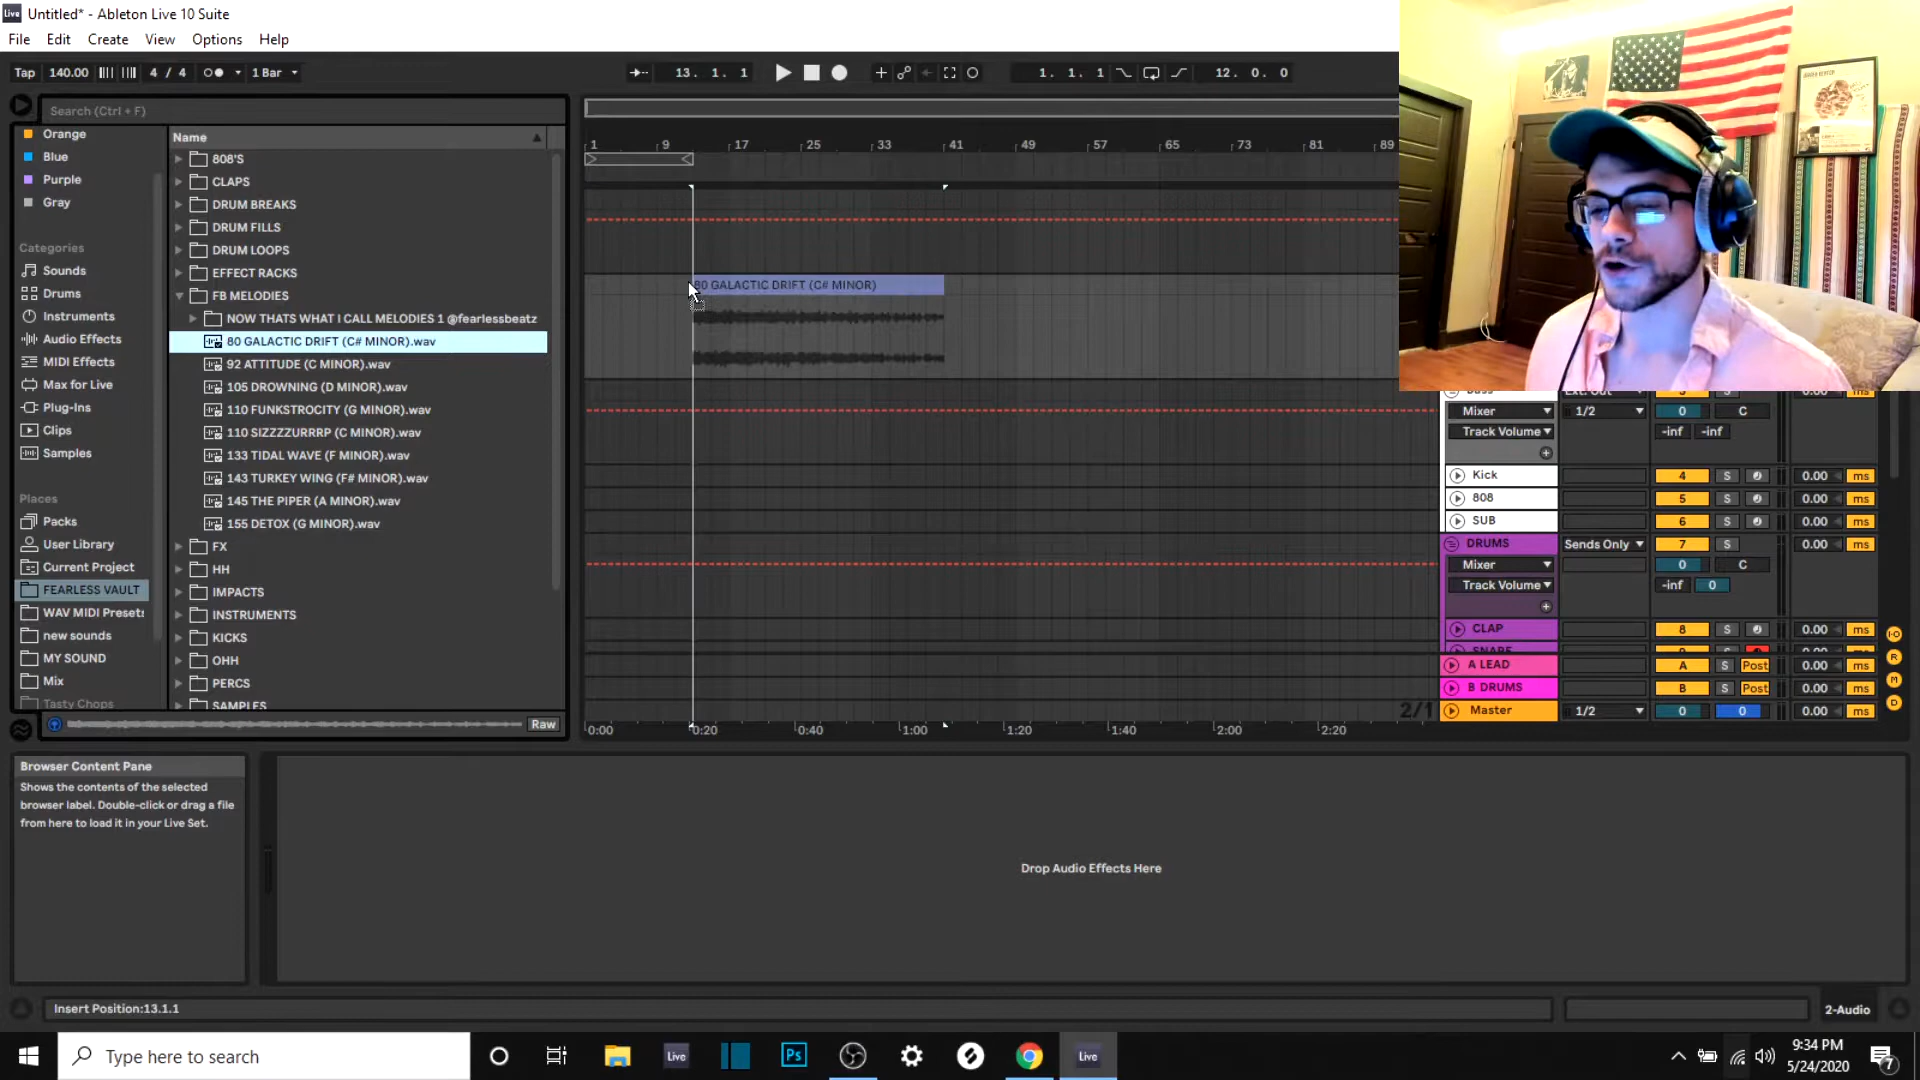 Live Untitled* - Ableton Live 10 Suite
File Edit Create View Options Help
Tap 140.00 4 / 4 1 Bar 13. 1. 1 1. 1. 1 12. 0. 0
Search (Ctrl + F)
Orange
Blue
Purple
Gray
Categories
Sounds
Drums
Instruments
Audio Effects
MIDI Effects
Max for Live
Plug-Ins
Clips
Samples
Places
Packs
User Library
Current Project
FEARLESS VAULT
WAV MIDI Presets
new sounds
MY SOUND
Mix
Tasty Chops
Name
808'S
CLAPS
DRUM BREAKS
DRUM FILLS
DRUM LOOPS
EFFECT RACKS
FB MELODIES
NOW THATS WHAT I CALL MELODIES 1 @fearlessbeatz
80 GALACTIC DRIFT (C# MINOR).wav
92 ATTITUDE (C MINOR).wav
105 DROWNING (D MINOR).wav
110 FUNKSTROCITY (G MINOR).wav
110 SIZZZZURRRP (C MINOR).wav
133 TIDAL WAVE (F MINOR).wav
143 TURKEY WING (F# MINOR).wav
145 THE PIPER (A MINOR).wav
155 DETOX (G MINOR).wav
FX
HH
IMPACTS
INSTRUMENTS
KICKS
OHH
PERCS
SAMPLES
Raw
1 9 17 25 33 41 49 57 65 73 81 89
80 GALACTIC DRIFT (C# MINOR)
2/1
0:00 0:20 0:40 1:00 1:20 1:40 2:00 2:20
Mixer 1/2 0 C
Track Volume -inf -inf
Kick 4 S 0.00 ms
808 5 S 0.00 ms
SUB 6 S 0.00 ms
DRUMS Sends Only 7 S 0.00 ms
Mixer 0 C
Track Volume -inf 0
CLAP 8 S 0.00 ms
A LEAD A S Post 0.00 ms
B DRUMS B S Post 0.00 ms
Master 1/2 0 0 0.00 ms
I-O
R
M
D
Browser Content Pane
Shows the contents of the selected
browser label. Double-click or drag a file
from here to load it in your Live Set.
Drop Audio Effects Here
Insert Position:13.1.1
2-Audio
Type here to search
Live
Ps
Live
9:34 PM
5/24/2020
7